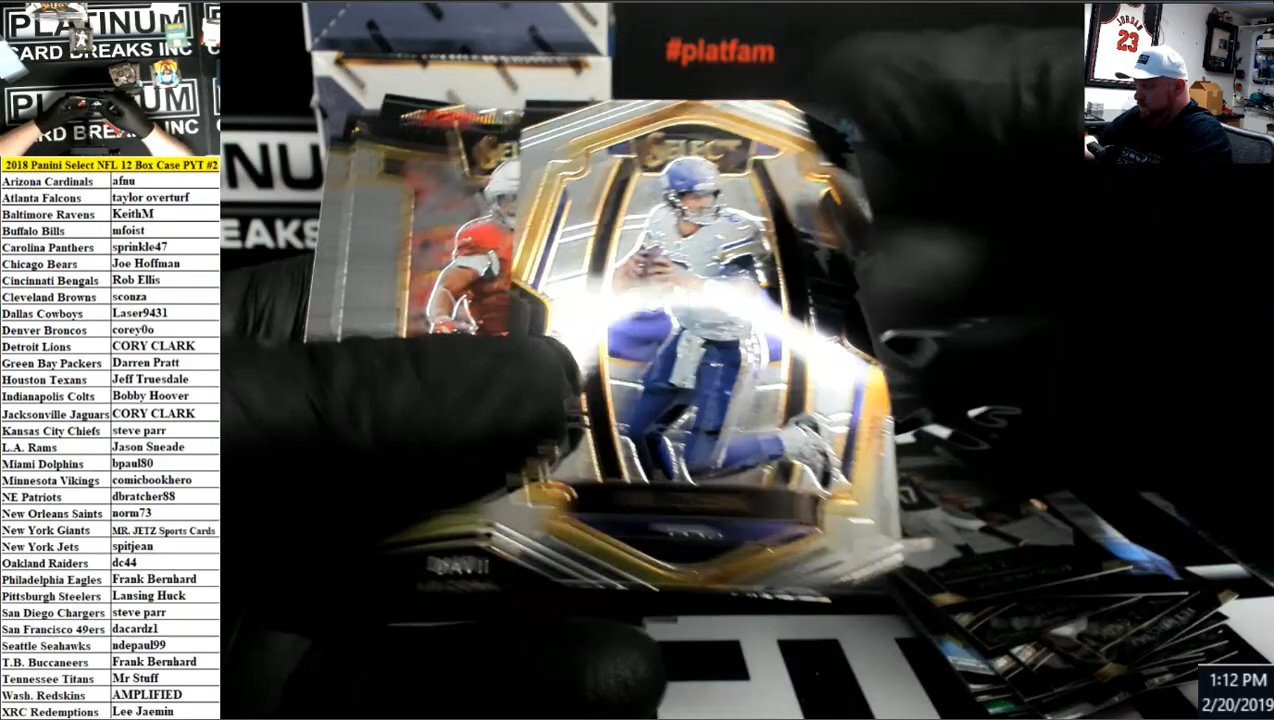 PLATINUM
CARD BREAKS INC
PLATINUM
CARD BREAKS INC
#platfam
JORDAN
23
NU
EAKS
SELECT
2018 Panini Select NFL 12 Box Case PYT #2
Arizona Cardinals afnu
Atlanta Falcons taylor overturf
Baltimore Ravens KeithM
Buffalo Bills mfoist
Carolina Panthers sprinkle47
Chicago Bears Joe Hoffman
Cincinnati Bengals Rob Ellis
Cleveland Browns sconza
Dallas Cowboys Laser9431
Denver Broncos corey0o
Detroit Lions CORY CLARK
Green Bay Packers Darren Pratt
Houston Texans Jeff Truesdale
Indianapolis Colts Bobby Hoover
Jacksonville Jaguars CORY CLARK
Kansas City Chiefs steve parr
L.A. Rams Jason Sneade
Miami Dolphins bpaul80
Minnesota Vikings comicbookhero
NE Patriots dbratcher88
New Orleans Saints norm73
New York Giants MR. JETZ Sports Cards
New York Jets spitjean
Oakland Raiders dc44
Philadelphia Eagles Frank Bernhard
Pittsburgh Steelers Lansing Huck
San Diego Chargers steve parr
San Francisco 49ers dacardz1
Seattle Seahawks ndepaul99
T.B. Buccaneers Frank Bernhard
Tennessee Titans Mr Stuff
Wash. Redskins AMPLIFIED
XRC Redemptions Lee Jaemin
1:12 PM
2/20/2019